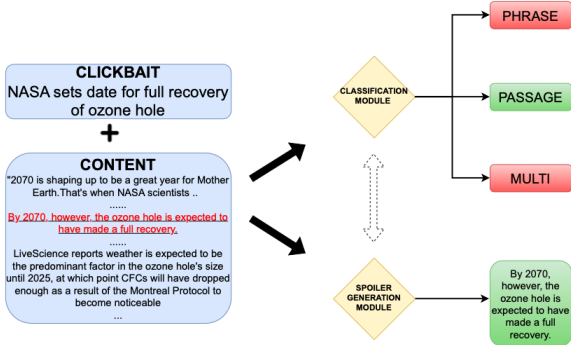 CLICKBAIT
NASA sets date for full recovery
of ozone hole
+
CONTENT
"2070 is shaping up to be a great year for Mother
Earth.That's when NASA scientists ..
......
By 2070, however, the ozone hole is expected to
have made a full recovery.
......
LiveScience reports weather is expected to be
the predominant factor in the ozone hole's size
until 2025, at which point CFCs will have dropped
enough as a result of the Montreal Protocol to
become noticeable
...
CLASSIFICATION
MODULE
PHRASE
PASSAGE
MULTI
SPOILER
GENERATION
MODULE
By 2070,
however, the
ozone hole is
expected to have
made a full
recovery.